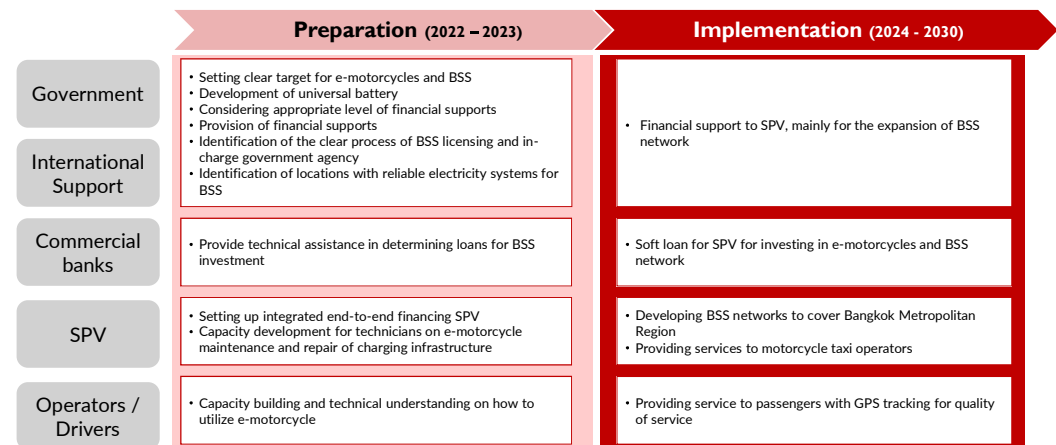 Preparation (2022 – 2023)
Implementation (2024 - 2030)
Government
International
Support
• Setting clear target for e-motorcycles and BSS
• Development of universal battery
• Considering appropriate level of financial supports
• Provision of financial supports
• Identification of the clear process of BSS licensing and in-
charge government agency
• Identification of locations with reliable electricity systems for
BSS
• Financial support to SPV, mainly for the expansion of BSS
network
Commercial
banks
• Provide technical assistance in determining loans for BSS
investment
• Soft loan for SPV for investing in e-motorcycles and BSS
network
SPV
• Setting up integrated end-to-end financing SPV
• Capacity development for technicians on e-motorcycle
maintenance and repair of charging infrastructure
• Developing BSS networks to cover Bangkok Metropolitan
Region
• Providing services to motorcycle taxi operators
Operators /
Drivers
• Capacity building and technical understanding on how to
utilize e-motorcycle
• Providing service to passengers with GPS tracking for quality
of service